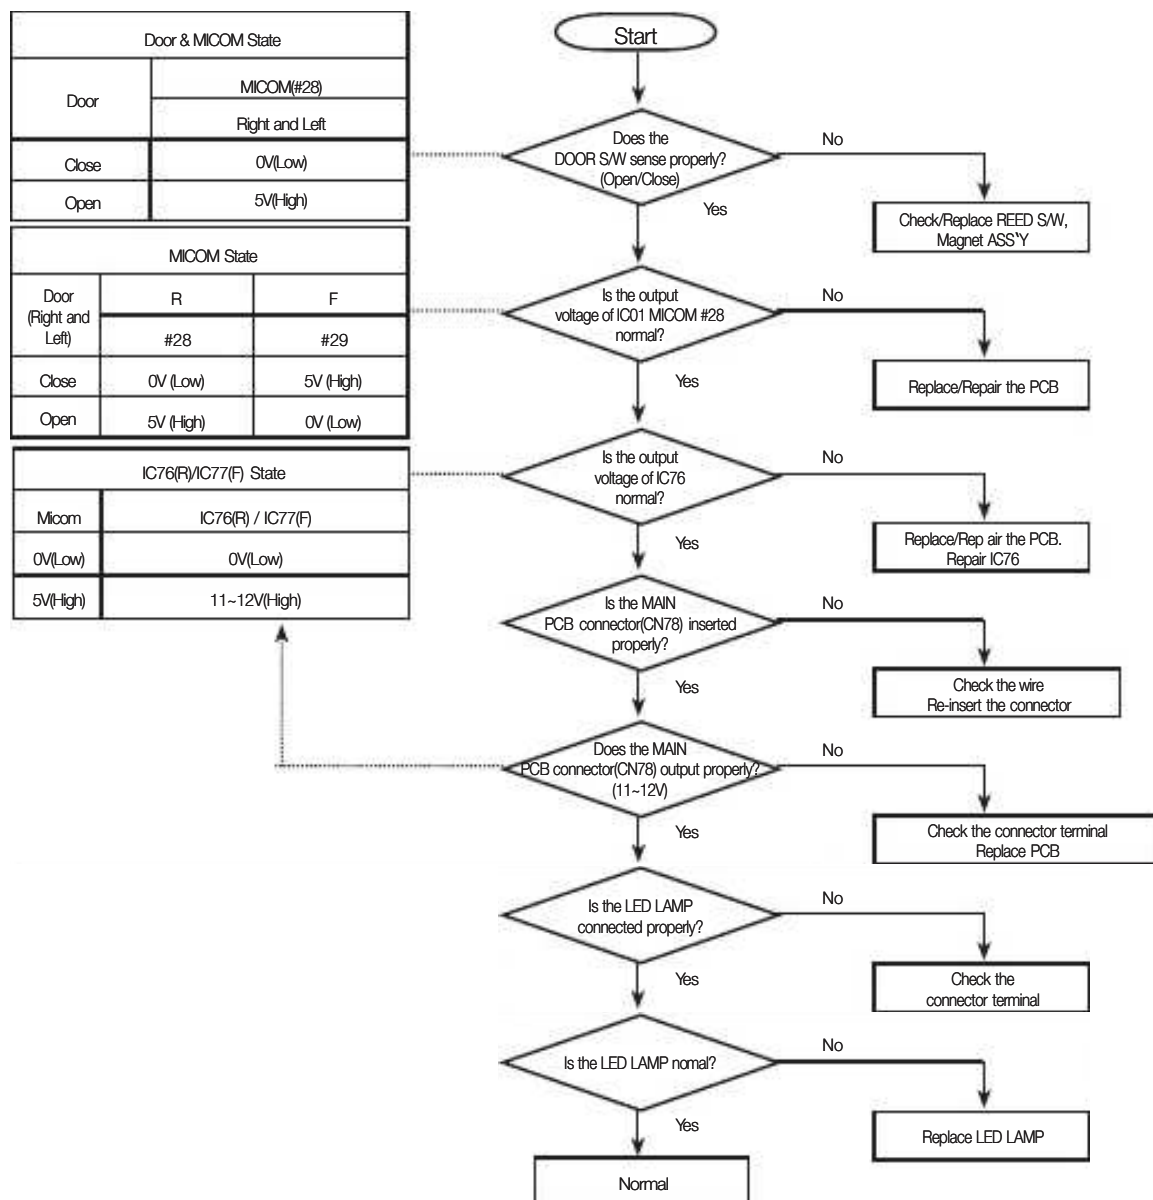 Door & MICOM State
Door
MICOM(#28)
Right and Left
Close
0V(Low)
Open
5V(High)
MICOM State
Door
(Right and
Left)
R
F
#28
#29
Close
0V (Low)
5V (High)
Open
5V (High)
0V (Low)
IC76(R)/IC77(F) State
Micom
IC76(R) / IC77(F)
0V(Low)
0V(Low)
5V(High)
11~12V(High)
Start
Does the
DOOR S/W sense properly?
(Open/Close)
No
Yes
Check/Replace REED S/W,
Magnet ASS`Y
Is the output
voltage of IC01 MICOM #28
normal?
No
Yes
Replace/Repair the PCB
Is the output
voltage of IC76
normal?
No
Yes
Replace/Rep air the PCB.
Repair IC76
Is the MAIN
PCB connector(CN78) inserted
properly?
No
Yes
Check the wire
Re-insert the connector
Does the MAIN
PCB connector(CN78) output properly?
(11~12V)
No
Yes
Check the connector terminal
Replace PCB
Is the LED LAMP
connected properly?
No
Yes
Check the
connector terminal
Is the LED LAMP nomal?
No
Yes
Replace LED LAMP
Normal